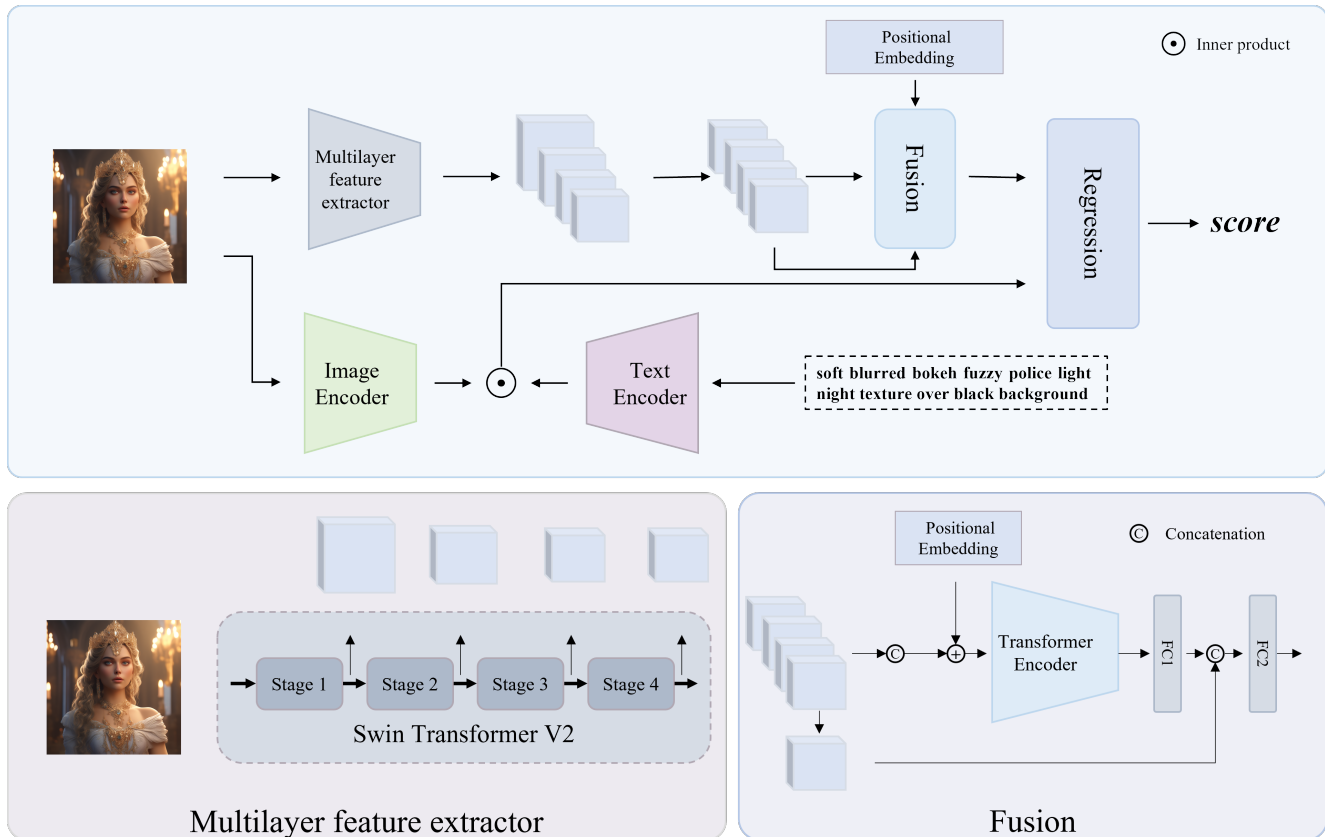 Positional
Embedding
Inner product
Multilayer
feature
extractor
Fusion
Regression
score
Image
Encoder
Text
Encoder
soft blurred bokeh fuzzy police light
night texture over black background
Stage 1
Stage 2
Stage 3
Stage 4
Swin Transformer V2
Multilayer feature extractor
Positional
Embedding
C
Concatenation
C
+
Transformer
Encoder
FC1
C
FC2
Fusion